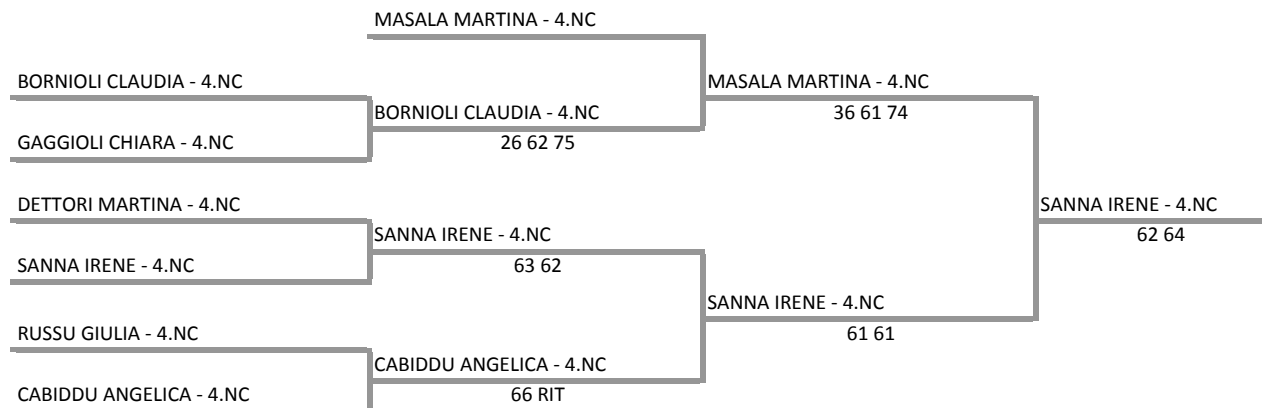 MASALA MARTINA - 4.NC
BORNIOLI CLAUDIA - 4.NC
MASALA MARTINA - 4.NC
BORNIOLI CLAUDIA - 4.NC
36 61 74
GAGGIOLI CHIARA - 4.NC
26 62 75
DETTORI MARTINA - 4.NC
SANNA IRENE - 4.NC
SANNA IRENE - 4.NC
62 64
SANNA IRENE - 4.NC
63 62
SANNA IRENE - 4.NC
RUSSU GIULIA - 4.NC
61 61
CABIDDU ANGELICA - 4.NC
CABIDDU ANGELICA - 4.NC
66 RIT